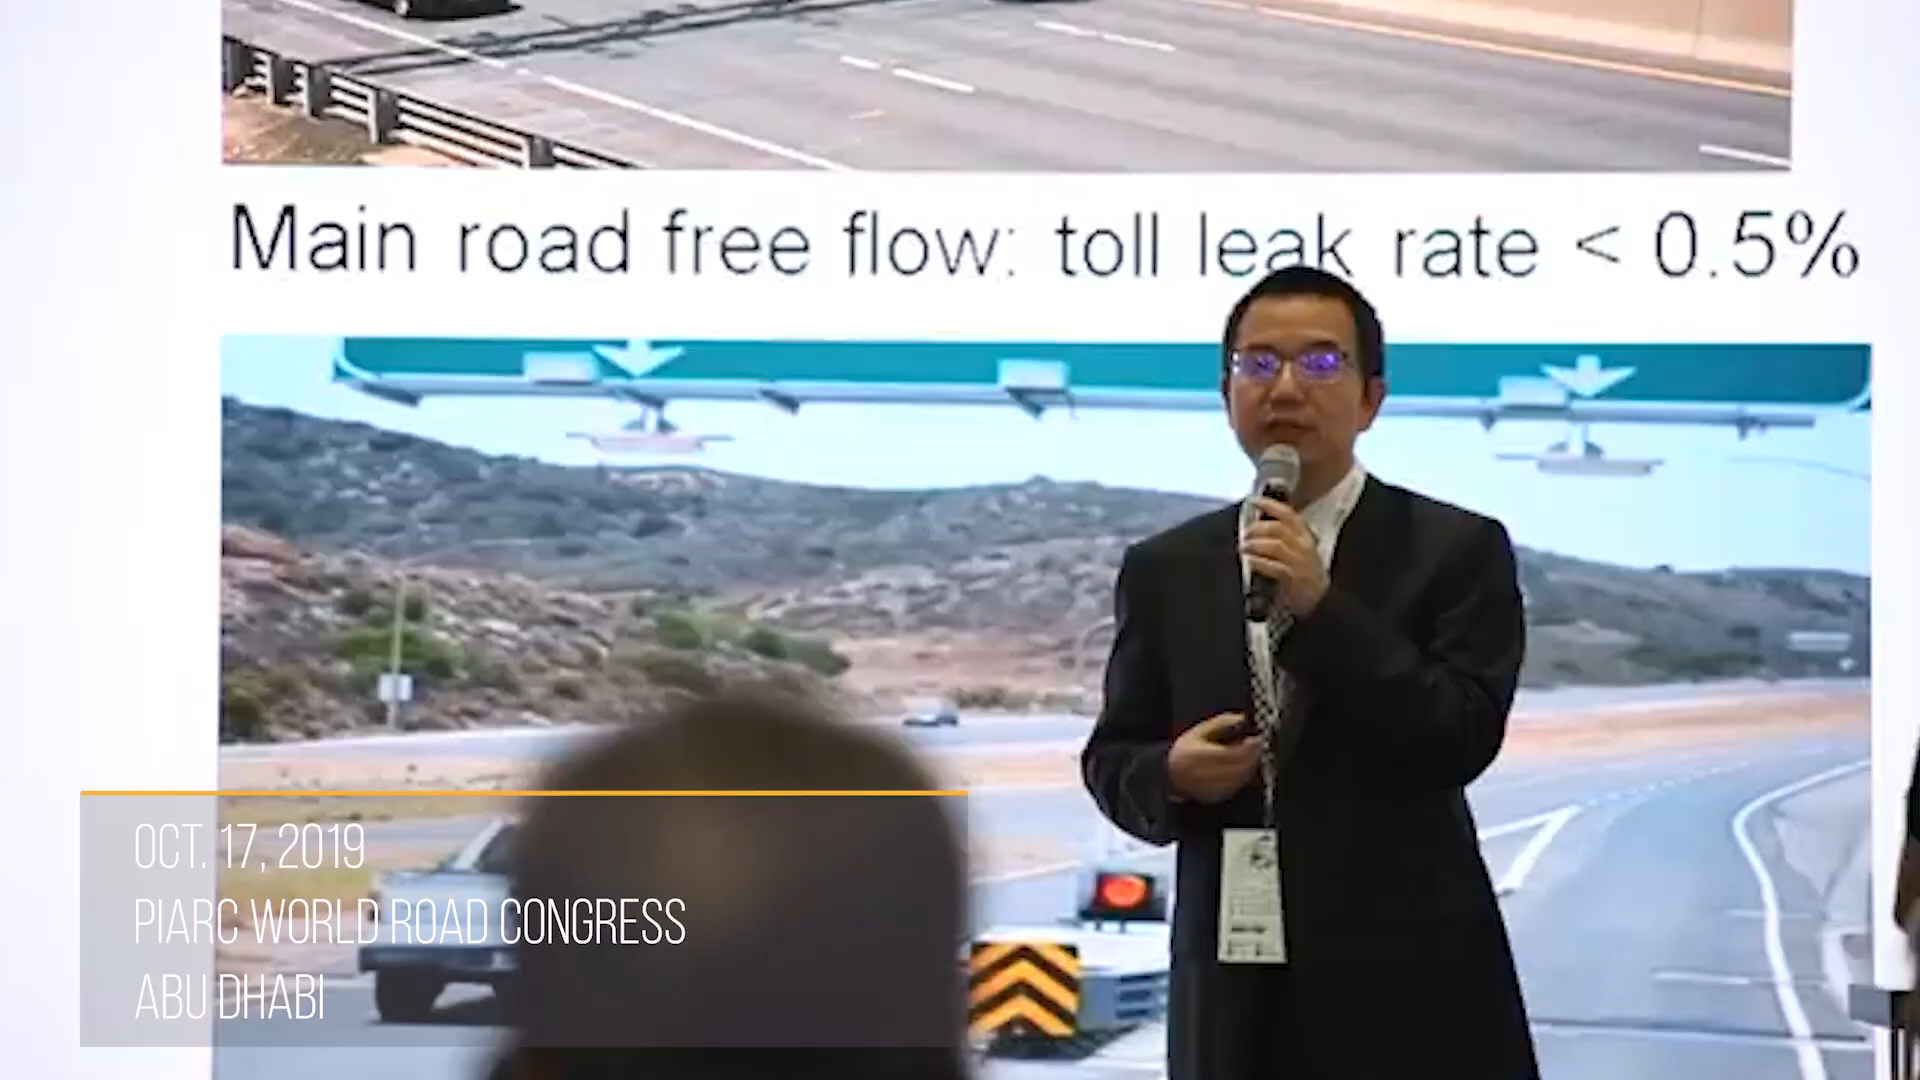 Main road free flow: toll leak rate < 0.5%
OCT. 17, 2019
PIARC WORLD ROAD CONGRESS
ABU DHABI